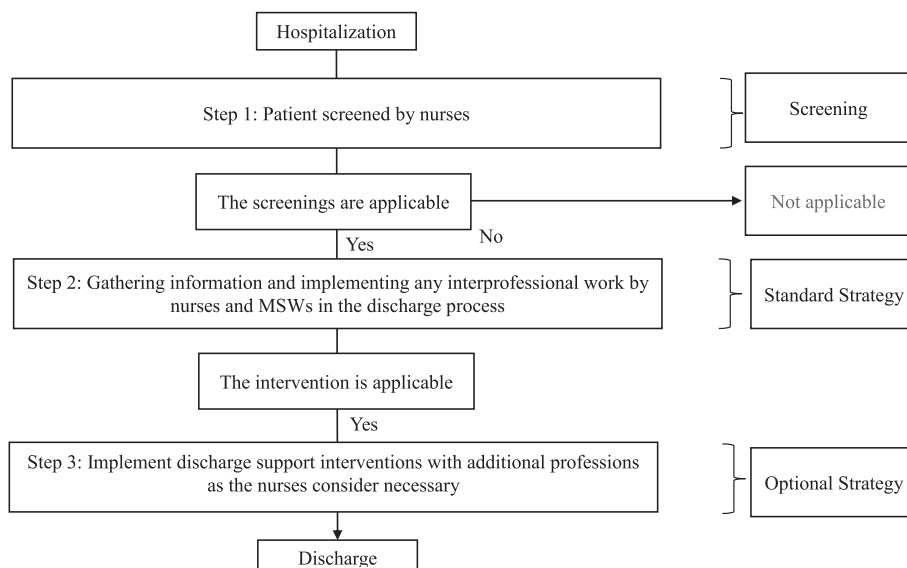 Hospitalization
Step 1: Patient screened by nurses
Screening
The screenings are applicable
Not applicable
Yes
No
Step 2: Gathering information and implementing any interprofessional work by
nurses and MSWs in the discharge process
Standard Strategy
The intervention is applicable
Yes
Step 3: Implement discharge support interventions with additional professions
as the nurses consider necessary
Optional Strategy
Discharge